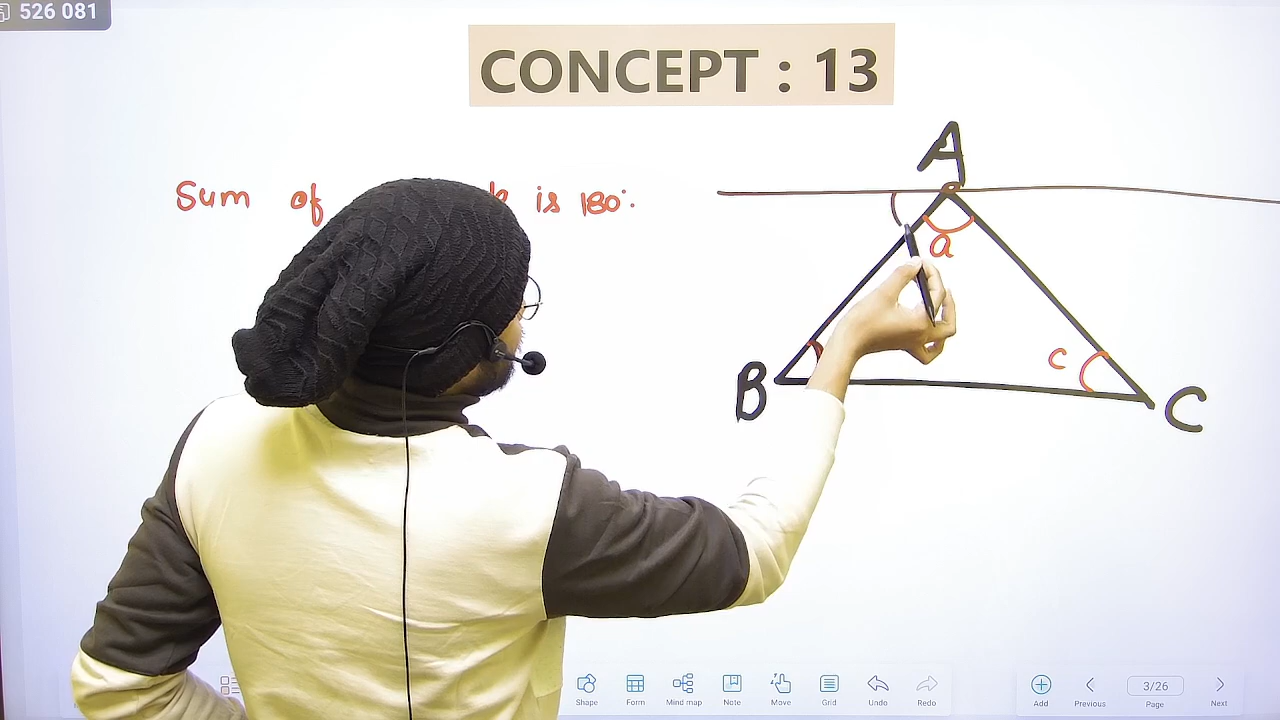 526 081
CONCEPT : 13
A
Sum of is 180°.
a
c
B
C
Shape Form Mind map Note Move Grid Undo Redo Add Previous 3/26 Page Next